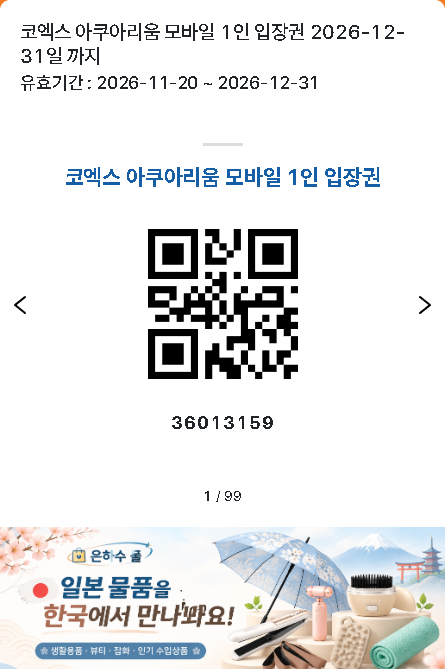 코엑스 아쿠아리움 모바일 1인 입장권 2026-12-
31일 까지
유효기간 : 2026-11-20 ~ 2026-12-31
코엑스 아쿠아리움 모바일 1인 입장권
36013159
1 / 99
은하수 몰
일본 물품을
한국에서 만나봐요!
생활용품 · 뷰티 · 잡화 · 인기 수입상품